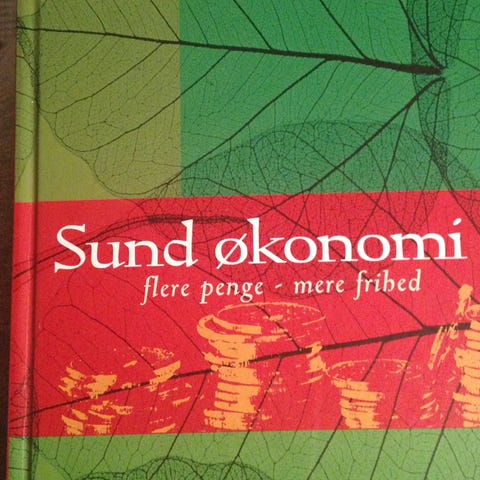 Sund økonomi
flere penge - mere frihed